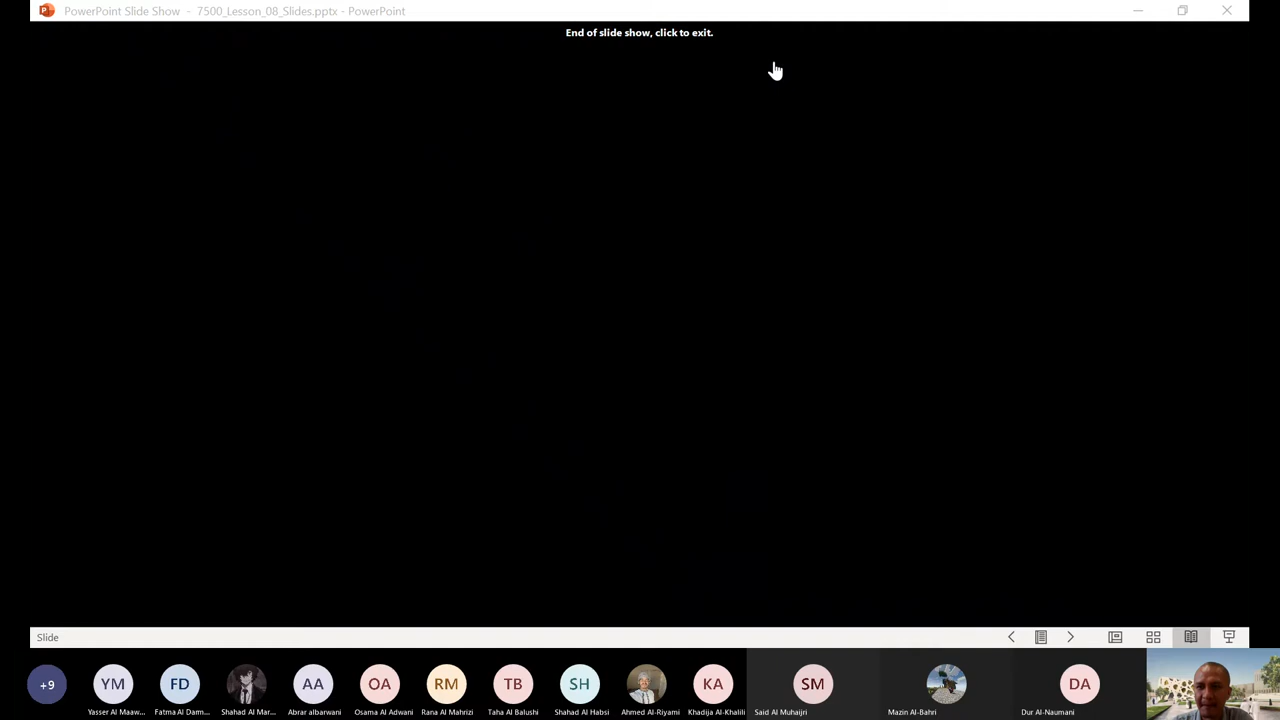 PowerPoint Slide Show - 7500_Lesson_08_Slides.pptx - PowerPoint
End of slide show, click to exit.
Slide
+9
YM
FD
AA
OA
RM
TB
SH
KA
SM
DA
Yasser Al Maaw...
Fatma Al Darm...
Shahad Al Mar...
Abrar albarwani
Osama Al Adwani
Rana Al Mahrizi
Taha Al Balushi
Shahad Al Habsi
Ahmed Al-Riyami
Khadija Al-Khalili
Said Al Muhaijri
Mazin Al-Bahri
Dur Al-Naumani